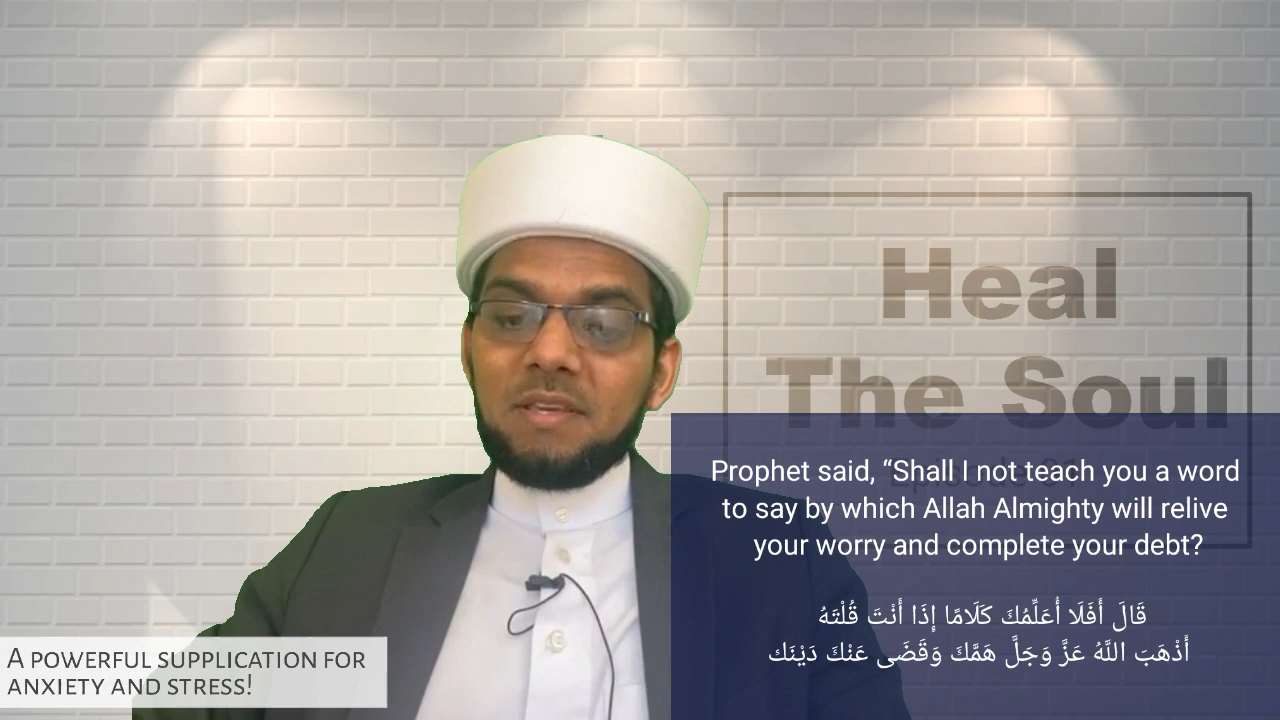 Heal
The Soul
Prophet said, “Shall I not teach you a word
to say by which Allah Almighty will relive
your worry and complete your debt?
قَالَ أَفَلَا أُعَلِّمُكَ كَلَامًا إِذَا أَنْتَ قُلْتَهُ
أَذْهَبَ اللَّهُ عَزَّ وَجَلَّ هَمَّكَ وَقَضَى عَنْكَ دَيْنَك
A POWERFUL SUPPLICATION FOR
ANXIETY AND STRESS!